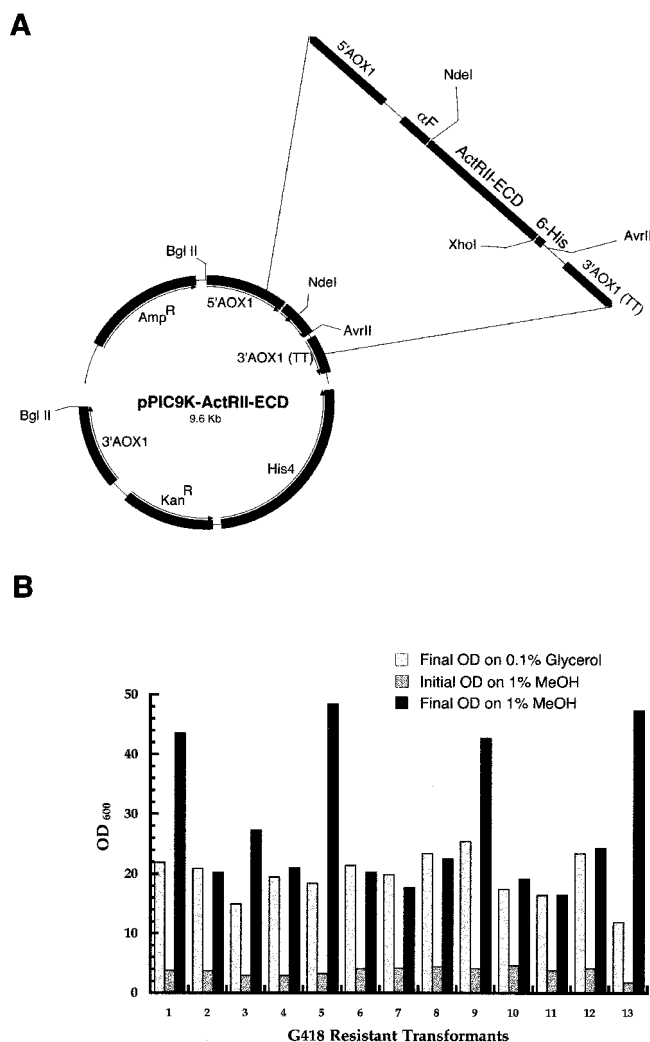 A
5'AOX1
NdeI
αF
ActRII-ECD
6-His
XhoI
AvrII
3'AOX1 (TT)
Bgl II
5'AOX1
NdeI
Amp R
AvrII
3'AOX1 (TT)
pPIC9K-ActRII-ECD
9.6 Kb
Bgl II
3'AOX1
His4
Kan R
B
Final OD on 0.1% Glycerol
Initial OD on 1% MeOH
Final OD on 1% MeOH
50
40
30
20
10
0
OD 600
1 2 3 4 5 6 7 8 9 10 11 12 13
G418 Resistant Transformants